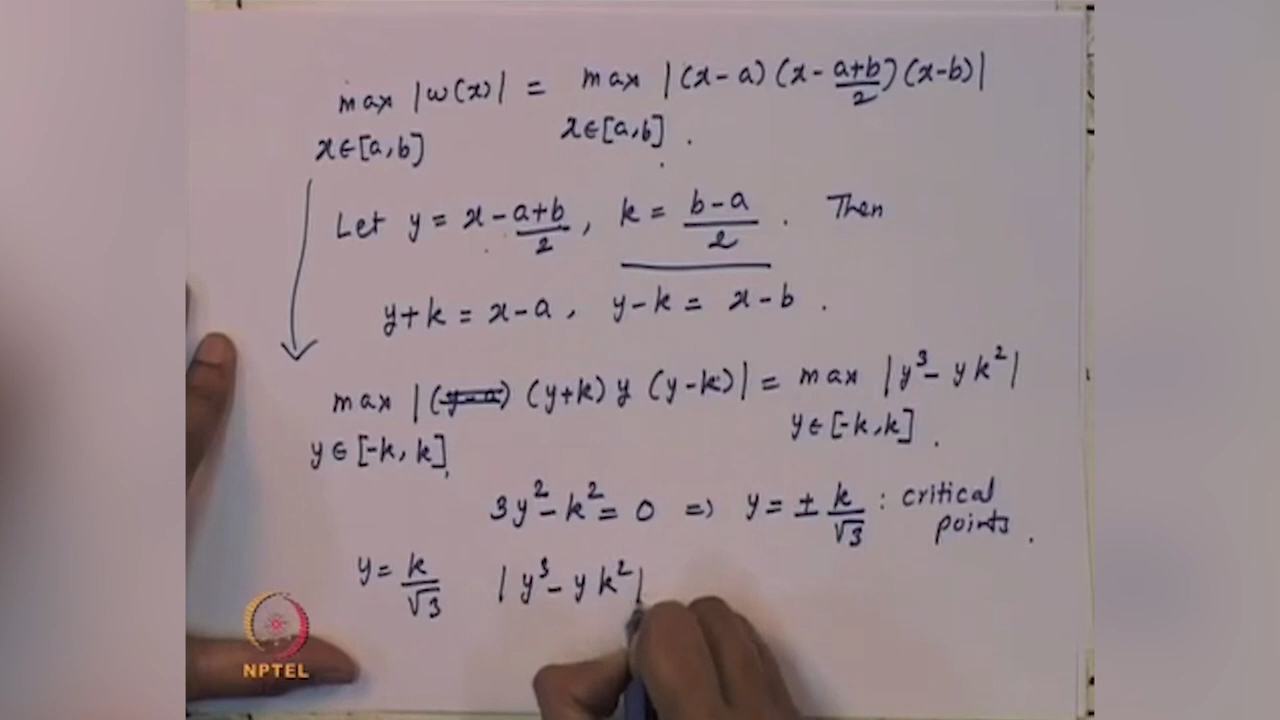 max |w(x)| = max |(x-a) (x - a+b/2) (x-b)|
x∈[a,b] x∈[a,b] .
Let y = x - a+b/2 , k = b-a/2 . Then
y+k = x-a , y-k = x-b .
max |(y-a) (y+k) y (y-k)| = max |y³ - yk²|
y∈[-k, k] y∈[-k,k] .
3y² - k² = 0 ⇒ y = ± k/√3 : critical
points .
y = k/√3 |y³ - yk²|
NPTEL